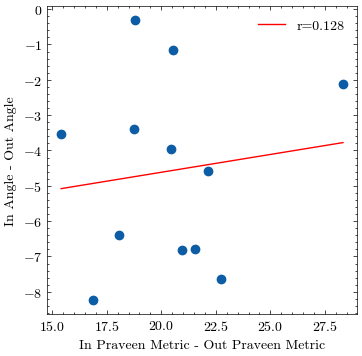 r=0.128
0
−1
−2
−3
−4
−5
−6
−7
−8
In Angle - Out Angle
15.0 17.5 20.0 22.5 25.0 27.5
In Praveen Metric - Out Praveen Metric